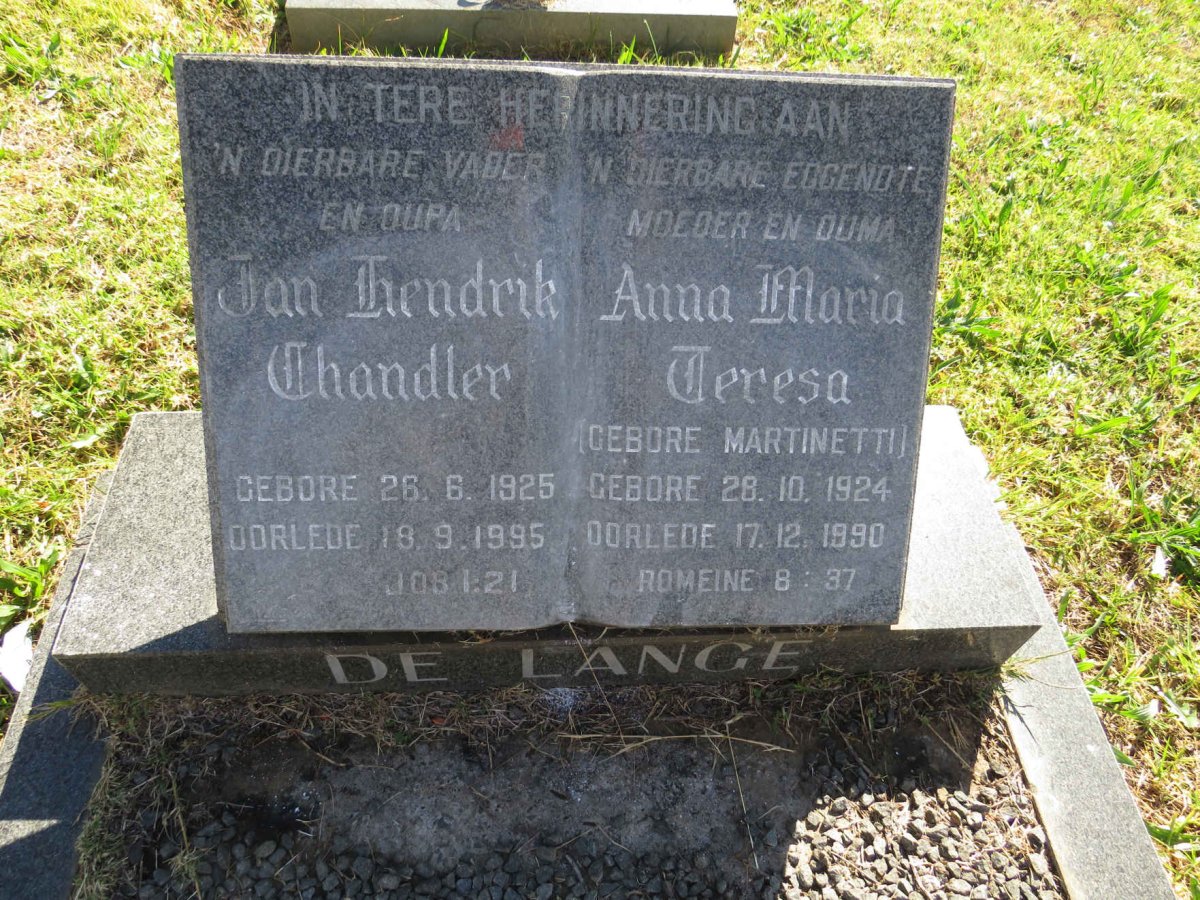 IN TERE HERINNERING AAN
'N DIERBARE VADER
EN OUPA
Jan Hendrik
Chandler
GEBORE 26. 6. 1925
OORLEDE 18. 9. 1995
JOB 1:21
'N DIERBARE EGGENOTE
MOEDER EN OUMA
Anna Maria
Teresa
(GEBORE MARTINETTI)
GEBORE 28. 10. 1924
OORLEDE 17. 12. 1990
ROMEINE 8 : 37
DE LANGE